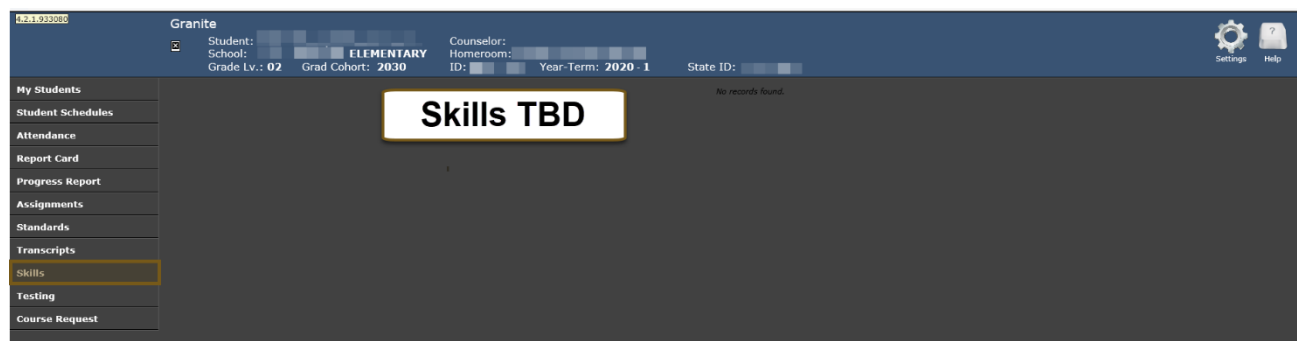 4.2.1.933080
Granite
Student:
School: ELEMENTARY
Grade Lv.: 02 Grad Cohort: 2030
Counselor:
Homeroom:
ID: Year-Term: 2020 - 1 State ID:
Settings Help
My Students
Student Schedules
Attendance
Report Card
Progress Report
Assignments
Standards
Transcripts
Skills
Testing
Course Request
Skills TBD
No records found.